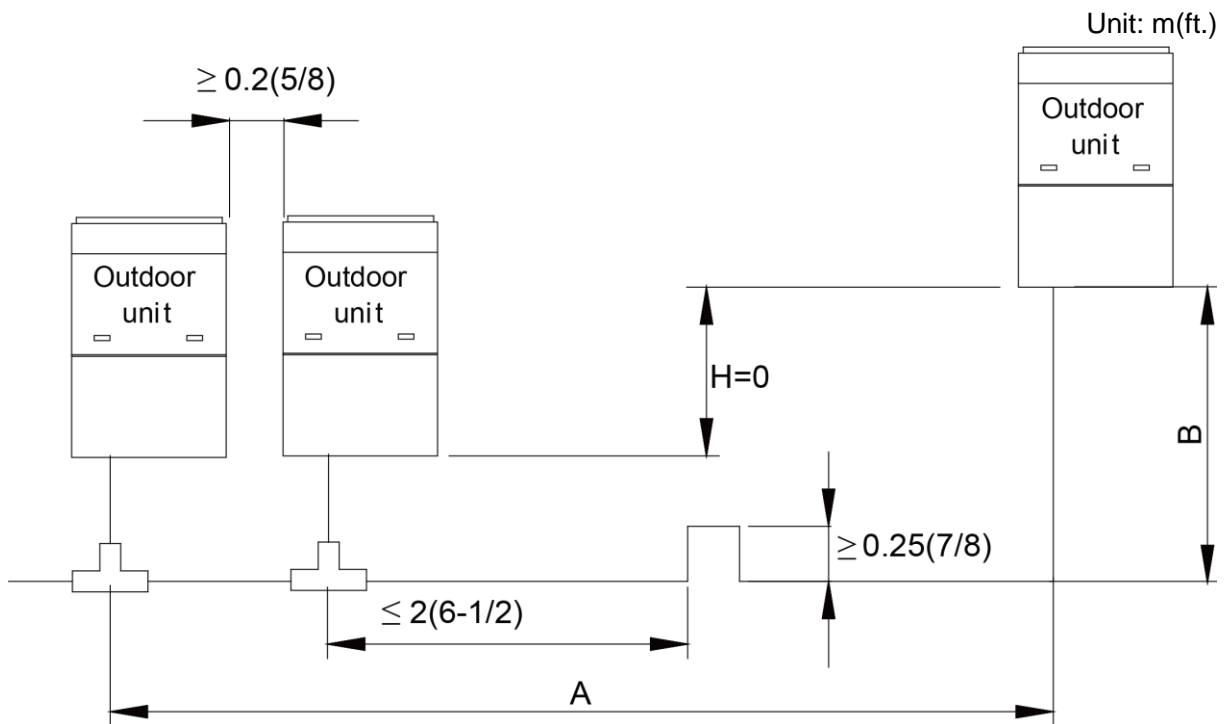 Unit: m(ft.)
≥ 0.2(5/8)
Outdoor
unit
Outdoor
unit
Outdoor
unit
H=0
B
≥ 0.25(7/8)
≤ 2(6-1/2)
A